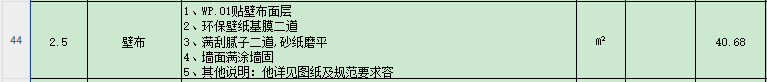 1、WP.01贴壁布面层
2、环保壁纸基膜二道
44 2.5 壁布 3、满刮腻子二道,砂纸磨平 m² 40.68
4、墙面满涂墙固
5、其他说明：他详见图纸及规范要求容